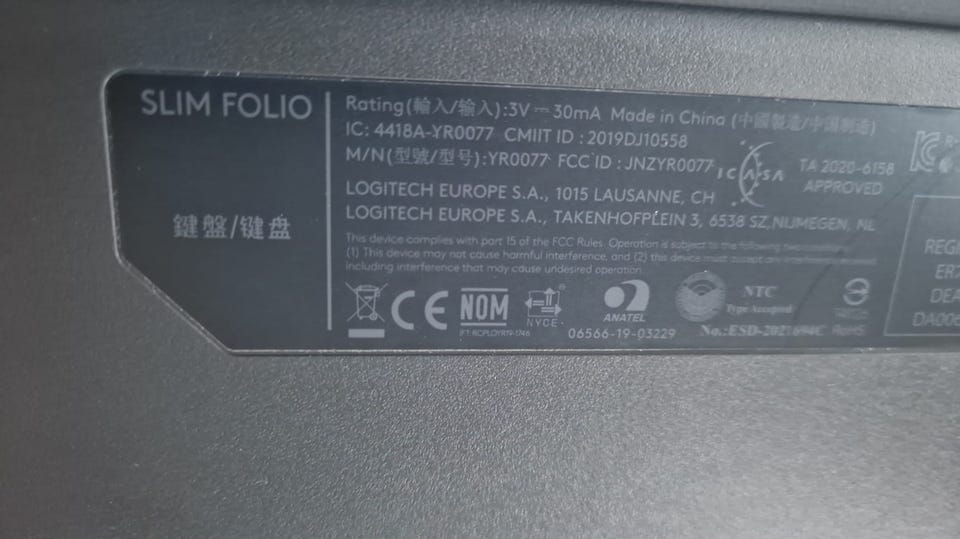 SLIM FOLIO
鍵盤/键盘
Rating(輸入/输入):3V ⎓ 30mA Made in China (中國製造/中国制造)
IC: 4418A-YR0077 CMIIT ID : 2019DJ10558
M/N(型號/型号):YR0077 FCC ID : JNZYR0077
ICASA
TA 2020-6158
APPROVED
LOGITECH EUROPE S.A., 1015 LAUSANNE, CH
LOGITECH EUROPE S.A., TAKENHOFPLEIN 3, 6538 SZ, NIJMEGEN, NL
This device complies with part 15 of the FCC Rules. Operation is subject to the following two conditions:
(1) This device may not cause harmful interference, and (2) this device must accept any interference received,
including interference that may cause undesired operation.
CE
NOM
NYCE
ANATEL
06566-19-03229
NTC
Type Accepted
No.:ESD-2021694C
RoHS